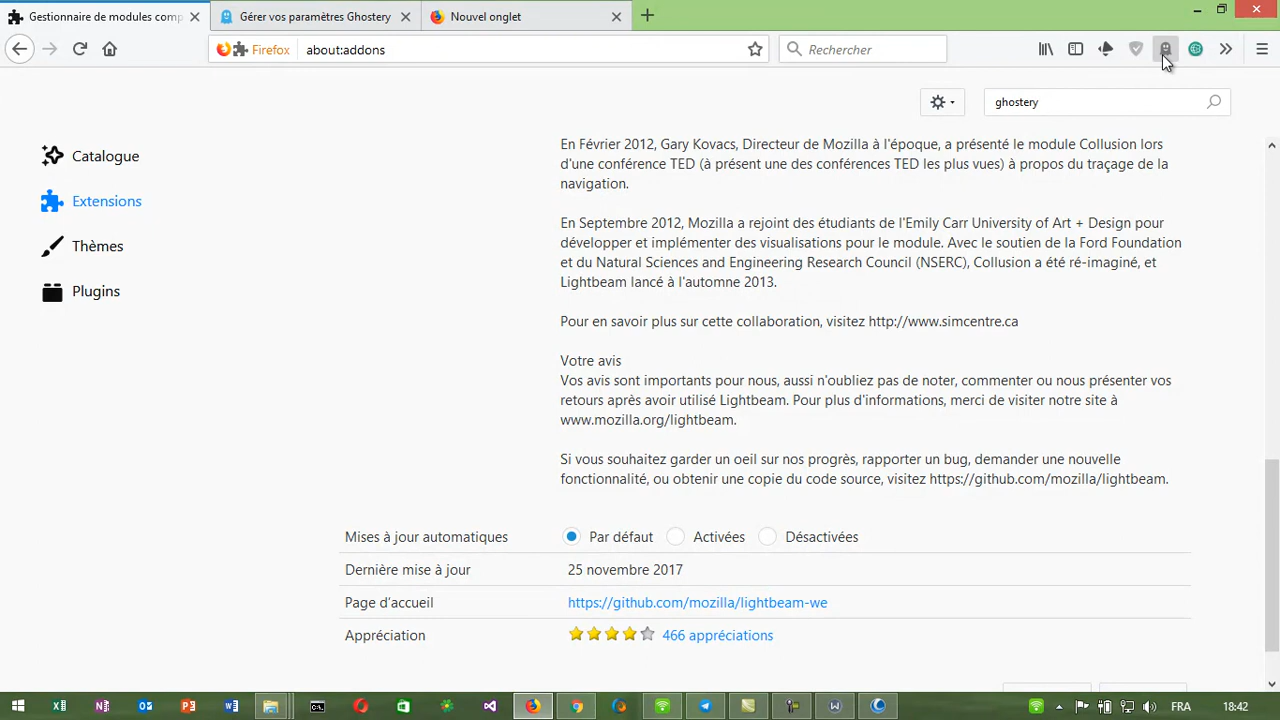 Gestionnaire de modules comp
Gérer vos paramètres Ghostery
Nouvel onglet
Firefox
about:addons
Rechercher
ghostery
Catalogue
Extensions
Thèmes
Plugins
En Février 2012, Gary Kovacs, Directeur de Mozilla à l'époque, a présenté le module Collusion lors
d'une conférence TED (à présent une des conférences TED les plus vues) à propos du traçage de la
navigation.
En Septembre 2012, Mozilla a rejoint des étudiants de l'Emily Carr University of Art + Design pour
développer et implémenter des visualisations pour le module. Avec le soutien de la Ford Foundation
et du Natural Sciences and Engineering Research Council (NSERC), Collusion a été ré-imaginé, et
Lightbeam lancé à l'automne 2013.
Pour en savoir plus sur cette collaboration, visitez http://www.simcentre.ca
Votre avis
Vos avis sont importants pour nous, aussi n'oubliez pas de noter, commenter ou nous présenter vos
retours après avoir utilisé Lightbeam. Pour plus d'informations, merci de visiter notre site à
www.mozilla.org/lightbeam.
Si vous souhaitez garder un oeil sur nos progrès, rapporter un bug, demander une nouvelle
fonctionnalité, ou obtenir une copie du code source, visitez https://github.com/mozilla/lightbeam.
Mises à jour automatiques Par défaut Activées Désactivées
Dernière mise à jour 25 novembre 2017
Page d'accueil https://github.com/mozilla/lightbeam-we
Appréciation 466 appréciations
FRA 18:42